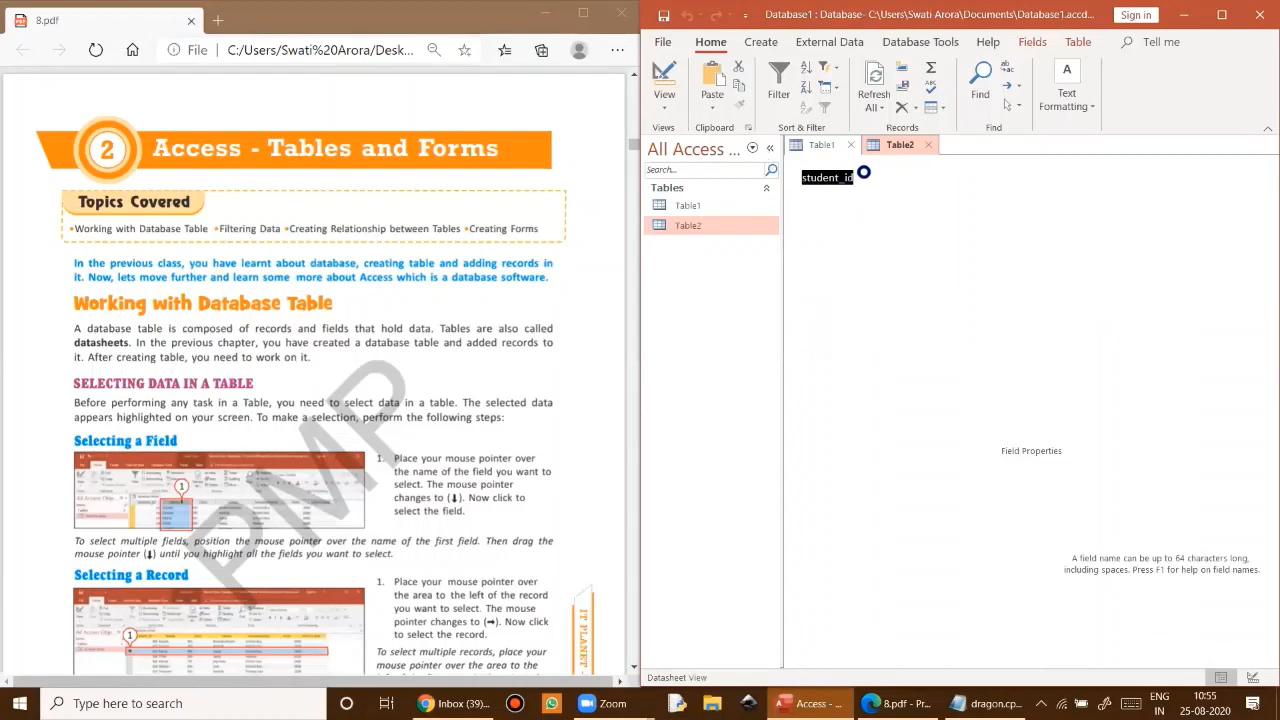 8.pdf
File
C:/Users/Swati%20Arora/Desk...
2
Access - Tables and Forms
Topics Covered
•Working with Database Table •Filtering Data •Creating Relationship between Tables •Creating Forms
In the previous class, you have learnt about database, creating table and adding records in
it. Now, lets move further and learn some more about Access which is a database software.
Working with Database Table
A database table is composed of records and fields that hold data. Tables are also called
datasheets. In the previous chapter, you have created a database table and added records to
it. After creating table, you need to work on it.
SELECTING DATA IN A TABLE
Before performing any task in a Table, you need to select data in a table. The selected data
appears highlighted on your screen. To make a selection, perform the following steps:
Selecting a Field
1
1. Place your mouse pointer over
the name of the field you want to
select. The mouse pointer
changes to (⬇). Now click to
select the field.
To select multiple fields, position the mouse pointer over the name of the first field. Then drag the
mouse pointer (⬇) until you highlight all the fields you want to select.
Selecting a Record
1
1. Place your mouse pointer over
the area to the left of the record
you want to select. The mouse
pointer changes to (➡). Now click
to select the record.
To select multiple records, place your
mouse pointer over the area to the
IT PLANET -
PMP
Database1 : Database- C:\Users\Swati Arora\Documents\Database1.accd...
Sign in
File Home Create External Data Database Tools Help Fields Table Tell me
View
Paste
Filter
Refresh
All
Find
Text
Formatting
Views
Clipboard
Sort & Filter
Records
Find
All Access ...
Search...
Tables
Table1
Table2
Table1
Table2
student_id
Field Properties
A field name can be up to 64 characters long,
including spaces. Press F1 for help on field names.
Datasheet View
Type here to search
Inbox (39)...
Zoom
Access - Ta...
8.pdf - Pr...
dragon.cp...
ENG
IN
10:55
25-08-2020